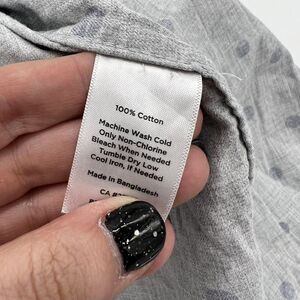 100% Cotton
Machine Wash Cold
Only Non-Chlorine
Bleach When Needed
Tumble Dry Low
Cool Iron, if Needed
Made in Bangladesh
CA